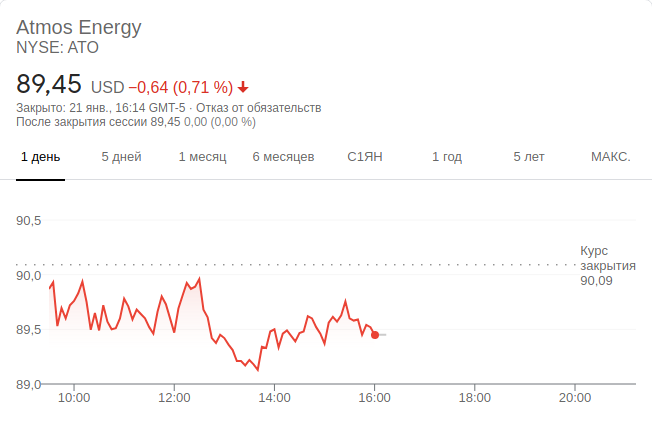 Atmos Energy
NYSE: ATO
89,45 USD −0,64 (0,71 %)
Закрыто: 21 янв., 16:14 GMT-5 · Отказ от обязательств
После закрытия сессии 89,45 0,00 (0,00 %)
1 день 5 дней 1 месяц 6 месяцев С1ЯН 1 год 5 лет МАКС.
90,5
Курс
закрытия
90,09
90,0
89,5
89,0
10:00 12:00 14:00 16:00 18:00 20:00